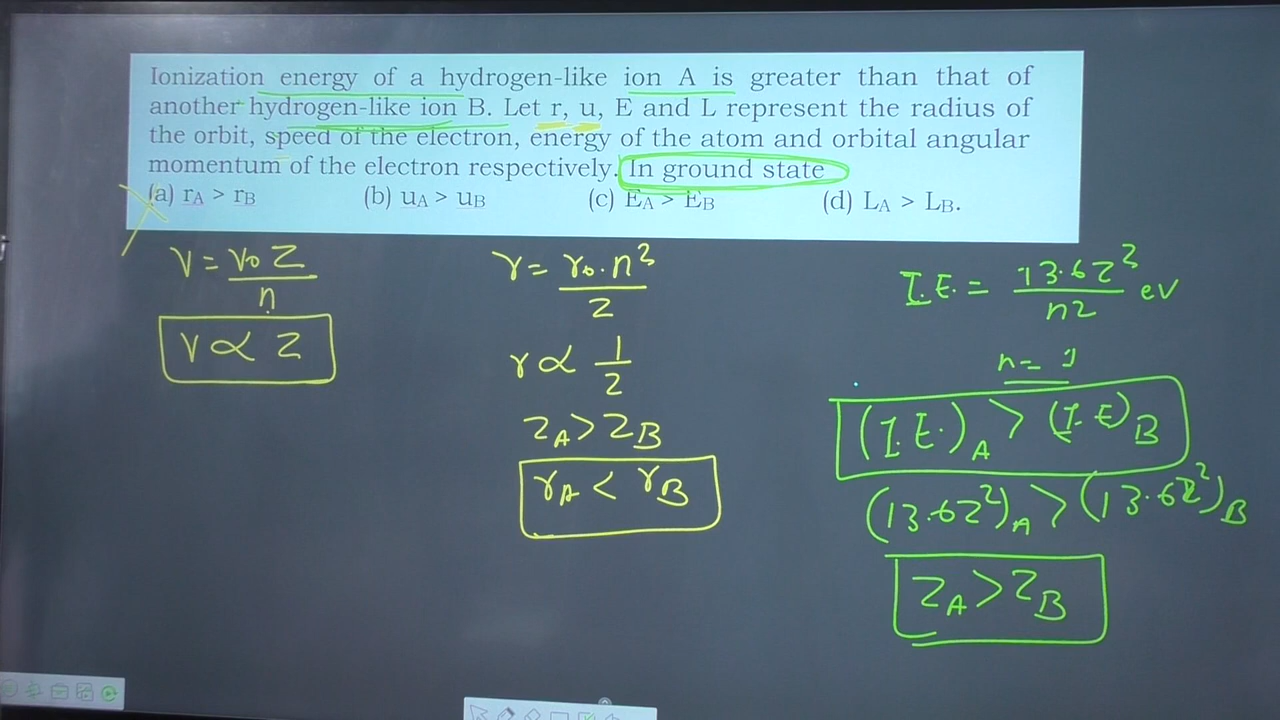 Ionization energy of a hydrogen-like ion A is greater than that of
another hydrogen-like ion B. Let r, u, E and L represent the radius of
the orbit, speed of the electron, energy of the atom and orbital angular
momentum of the electron respectively. In ground state
(a) rA > rB (b) uA > uB (c) EA > EB (d) LA > LB.
v = v₀ Z / n
v ∝ Z
r = r₀. n² / Z
r ∝ 1 / Z
ZA > ZB
rA < rB
I.E. = 13.6Z² / n2 ev
n = 1
(I.E.)A > (I.E)B
(13.6Z²)A > (13.6Z²)B
ZA > ZB